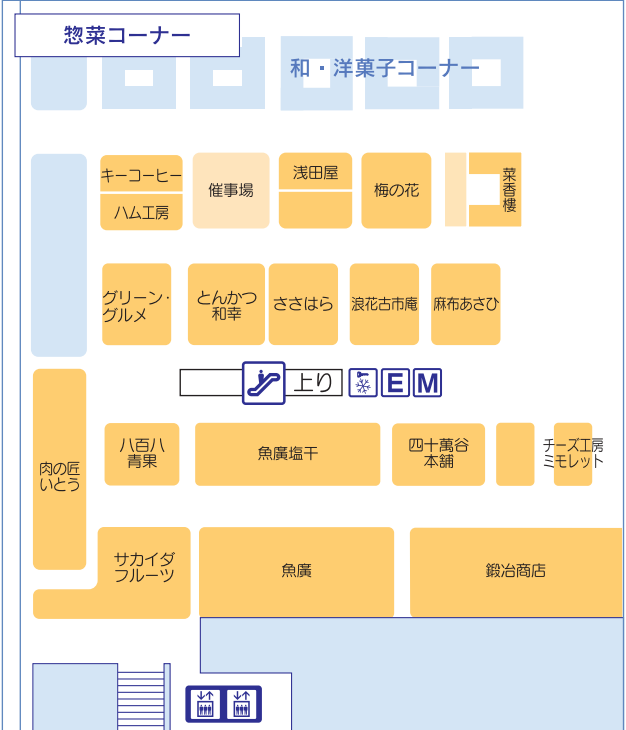 惣菜コーナー
和・洋菓子コーナー
キーコーヒー
ハム工房
催事場
浅田屋
梅の花
菜香樓
グリーン・
グルメ
とんかつ
和幸
ささはら
浪花古市庵
麻布あさひ
上り
E
M
肉の匠
いとう
八百八
青果
魚廣塩干
四十萬谷
本舗
チーズ工房
ミモレット
サカイダ
フルーツ
魚廣
鍛冶商店